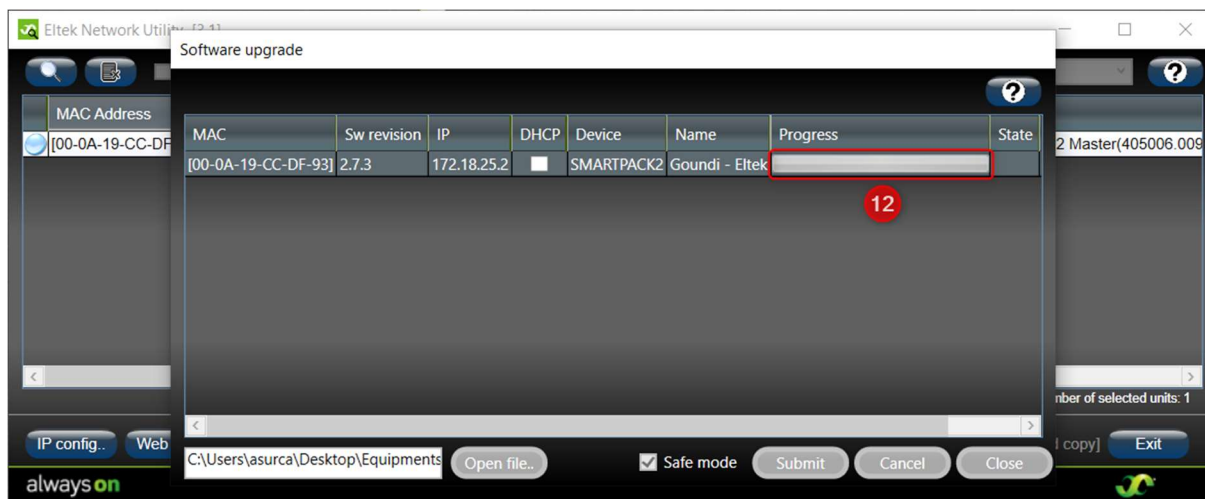 Eltek Network Utility [3.1]
Software upgrade
?
?
MAC Address
MAC Sw revision IP DHCP Device Name Progress State
[00-0A-19-CC-DF
[00-0A-19-CC-DF-93] 2.7.3 172.18.25.2 SMARTPACK2 Goundi - Eltek
2 Master(405006.009
12
nber of selected units: 1
IP config.. Web
C:\Users\asurca\Desktop\Equipments Open file.. Safe mode Submit Cancel Close
copy] Exit
always on